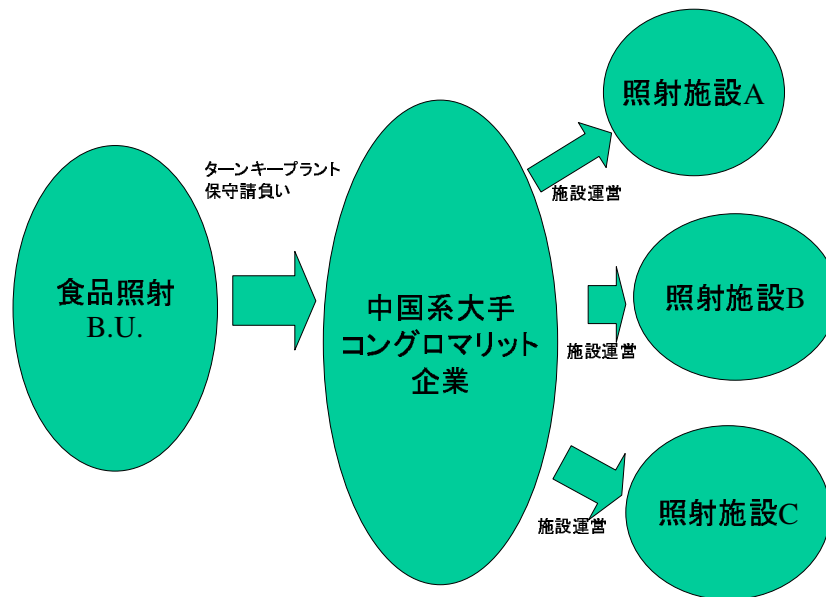 食品照射
B.U.
ターンキープラント
保守請負い
中国系大手
コングロマリット
企業
照射施設A
施設運営
照射施設B
施設運営
照射施設C
施設運営